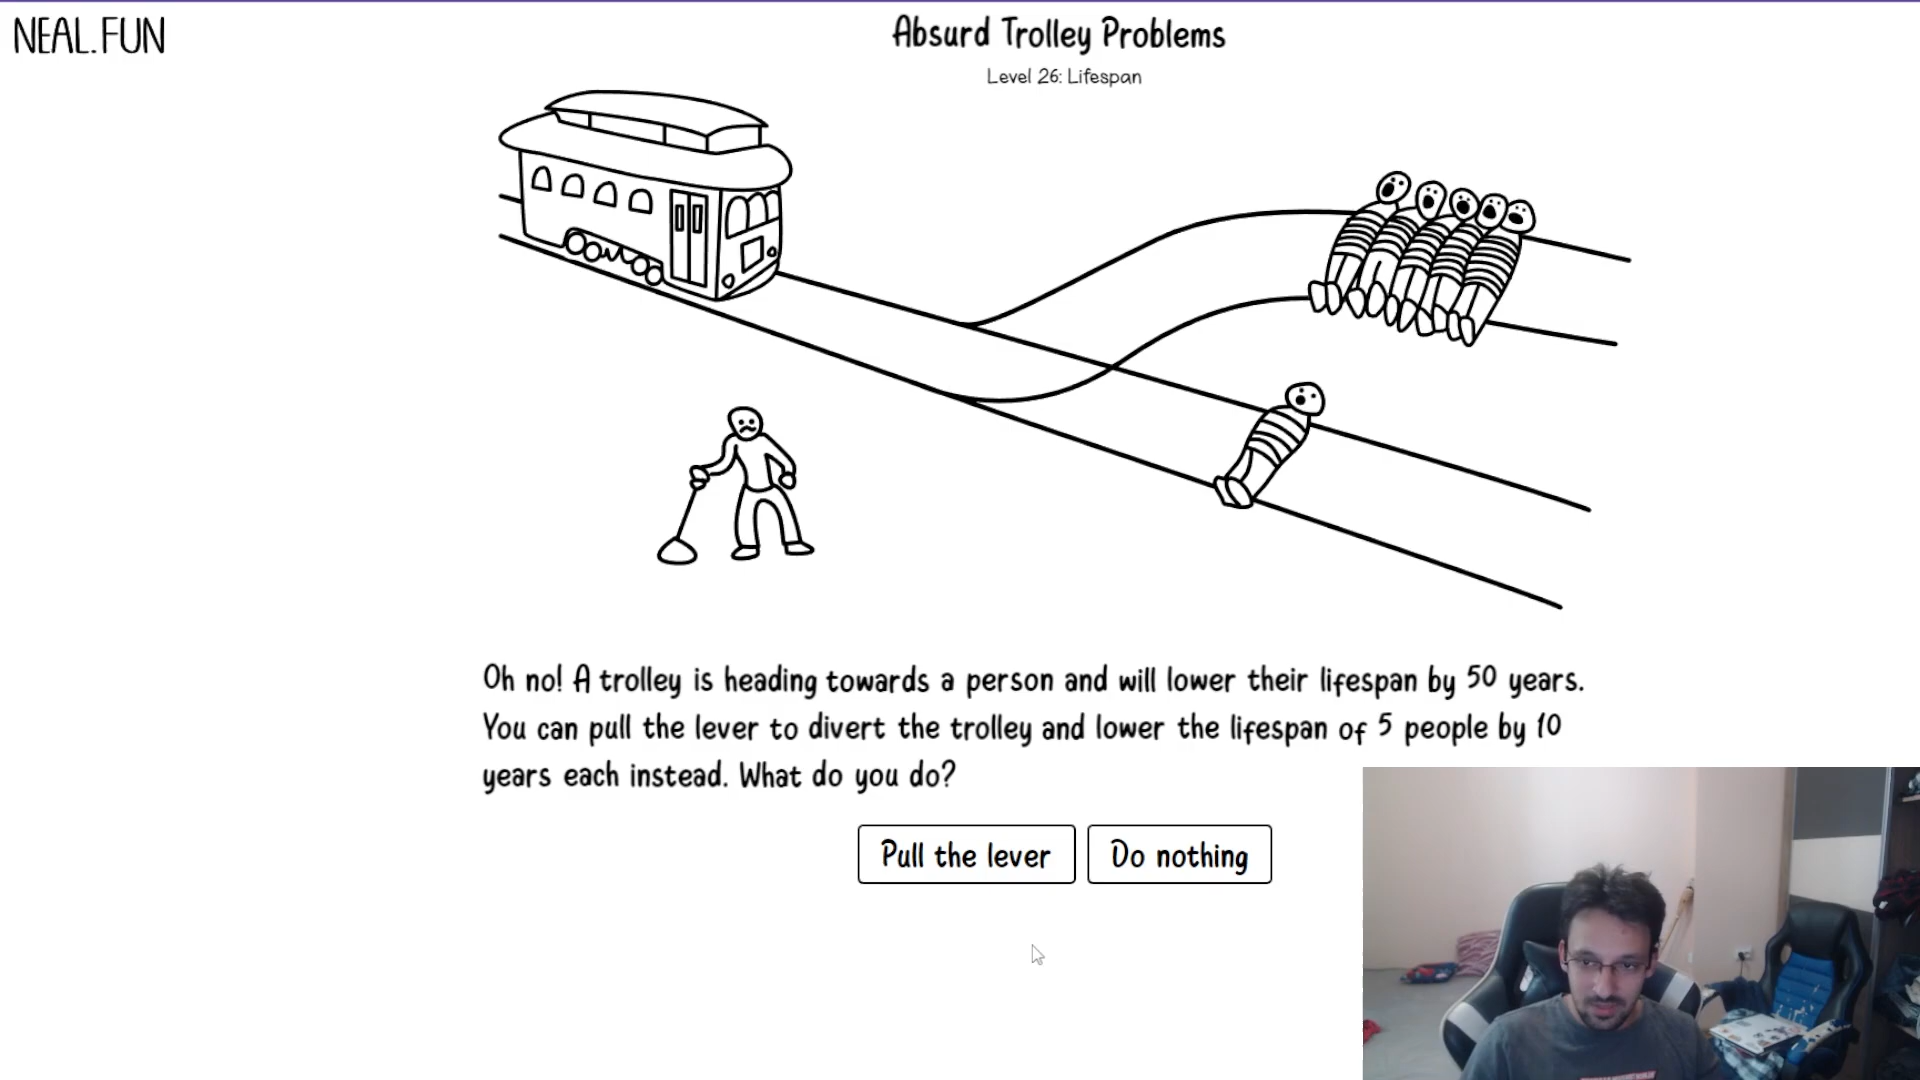 NEAL.FUN
Absurd Trolley Problems
Level 26: Lifespan
Oh no! A trolley is heading towards a person and will lower their lifespan by 50 years.
You can pull the lever to divert the trolley and lower the lifespan of 5 people by 10
years each instead. What do you do?
Pull the lever
Do nothing